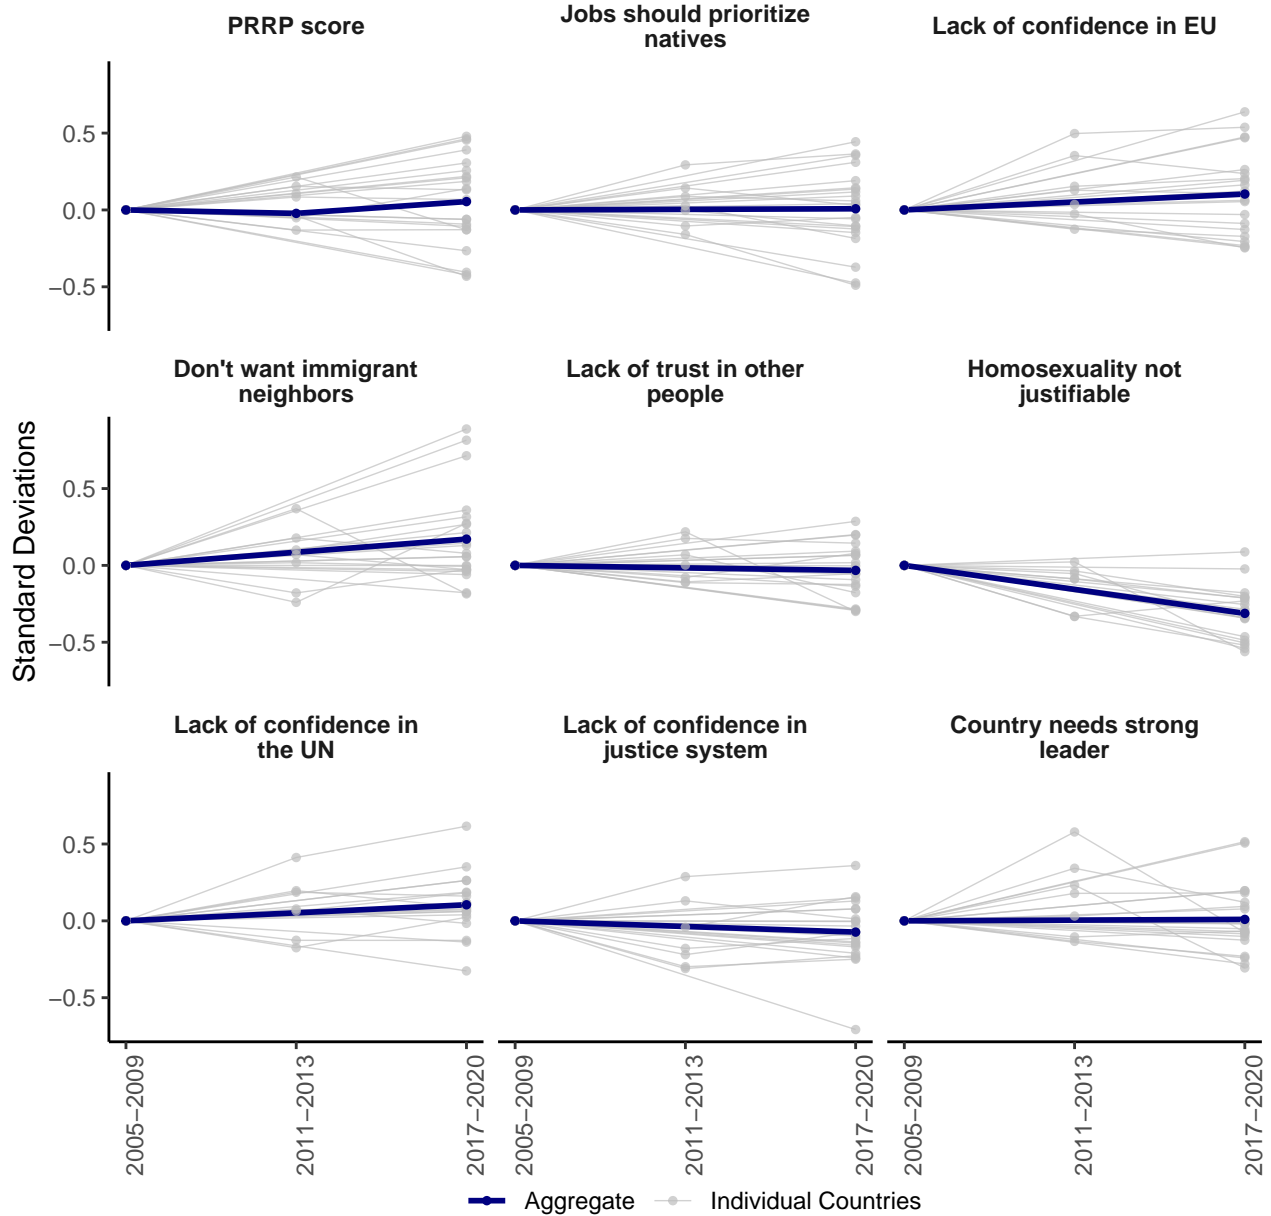 PRRP score
Jobs should prioritize
natives
Lack of confidence in EU
0.5
0.0
−0.5
Don't want immigrant
neighbors
Lack of trust in other
people
Homosexuality not
justifiable
0.5
0.0
−0.5
Standard Deviations
Lack of confidence in
the UN
Lack of confidence in
justice system
Country needs strong
leader
0.5
0.0
−0.5
2005−2009
2011−2013
2017−2020
2005−2009
2011−2013
2017−2020
2005−2009
2011−2013
2017−2020
Aggregate
Individual Countries